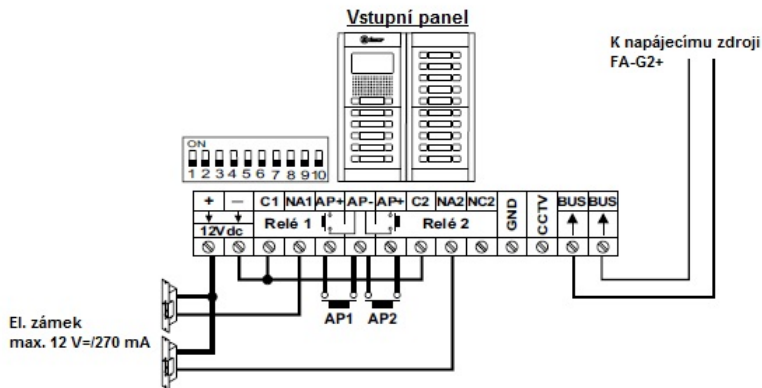 Vstupní panel
K napájecímu zdroji
FA-G2+
ON
1 2 3 4 5 6 7 8 9 10
+ – C1 NA1 AP+ AP- AP+ C2 NA2 NC2 GND CCTV BUS BUS
12Vdc Relé 1 Relé 2
AP1 AP2
El. zámek
max. 12 V=/270 mA